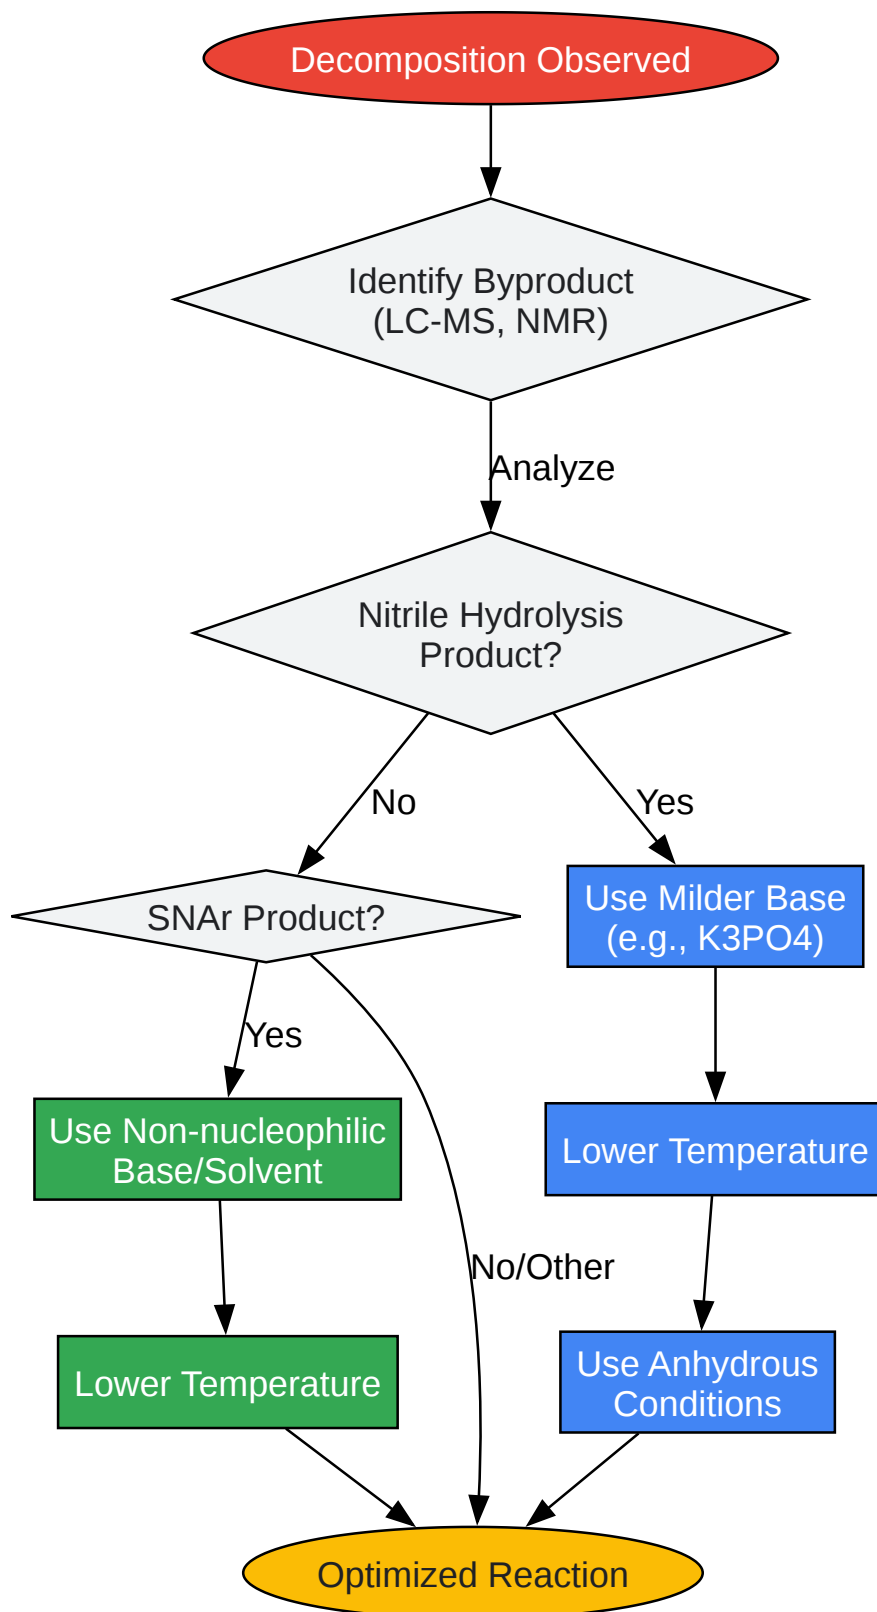 Decomposition Observed
Identify Byproduct
(LC-MS, NMR)
Analyze
Nitrile Hydrolysis
Product?
No
Yes
SNAr Product?
Use Milder Base
(e.g., K3PO4)
Yes
Use Non-nucleophilic
Base/Solvent
Lower Temperature
No/Other
Lower Temperature
Use Anhydrous
Conditions
Optimized Reaction